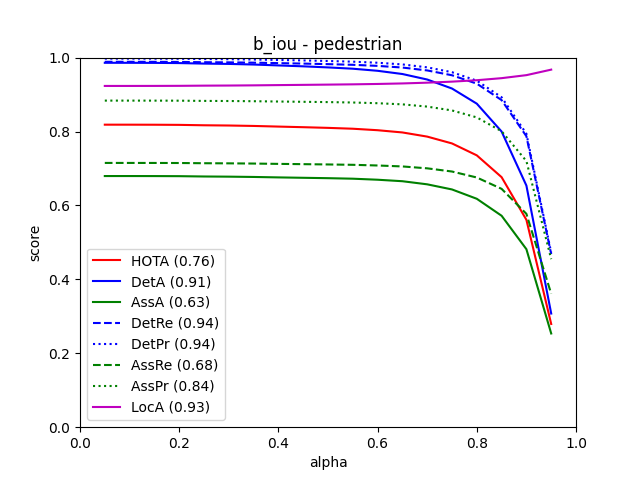 b_iou - pedestrian
1.0
0.8
0.6
0.4
0.2
0.0
score
HOTA (0.76)
DetA (0.91)
AssA (0.63)
DetRe (0.94)
DetPr (0.94)
AssRe (0.68)
AssPr (0.84)
LocA (0.93)
0.0 0.2 0.4 0.6 0.8 1.0
alpha